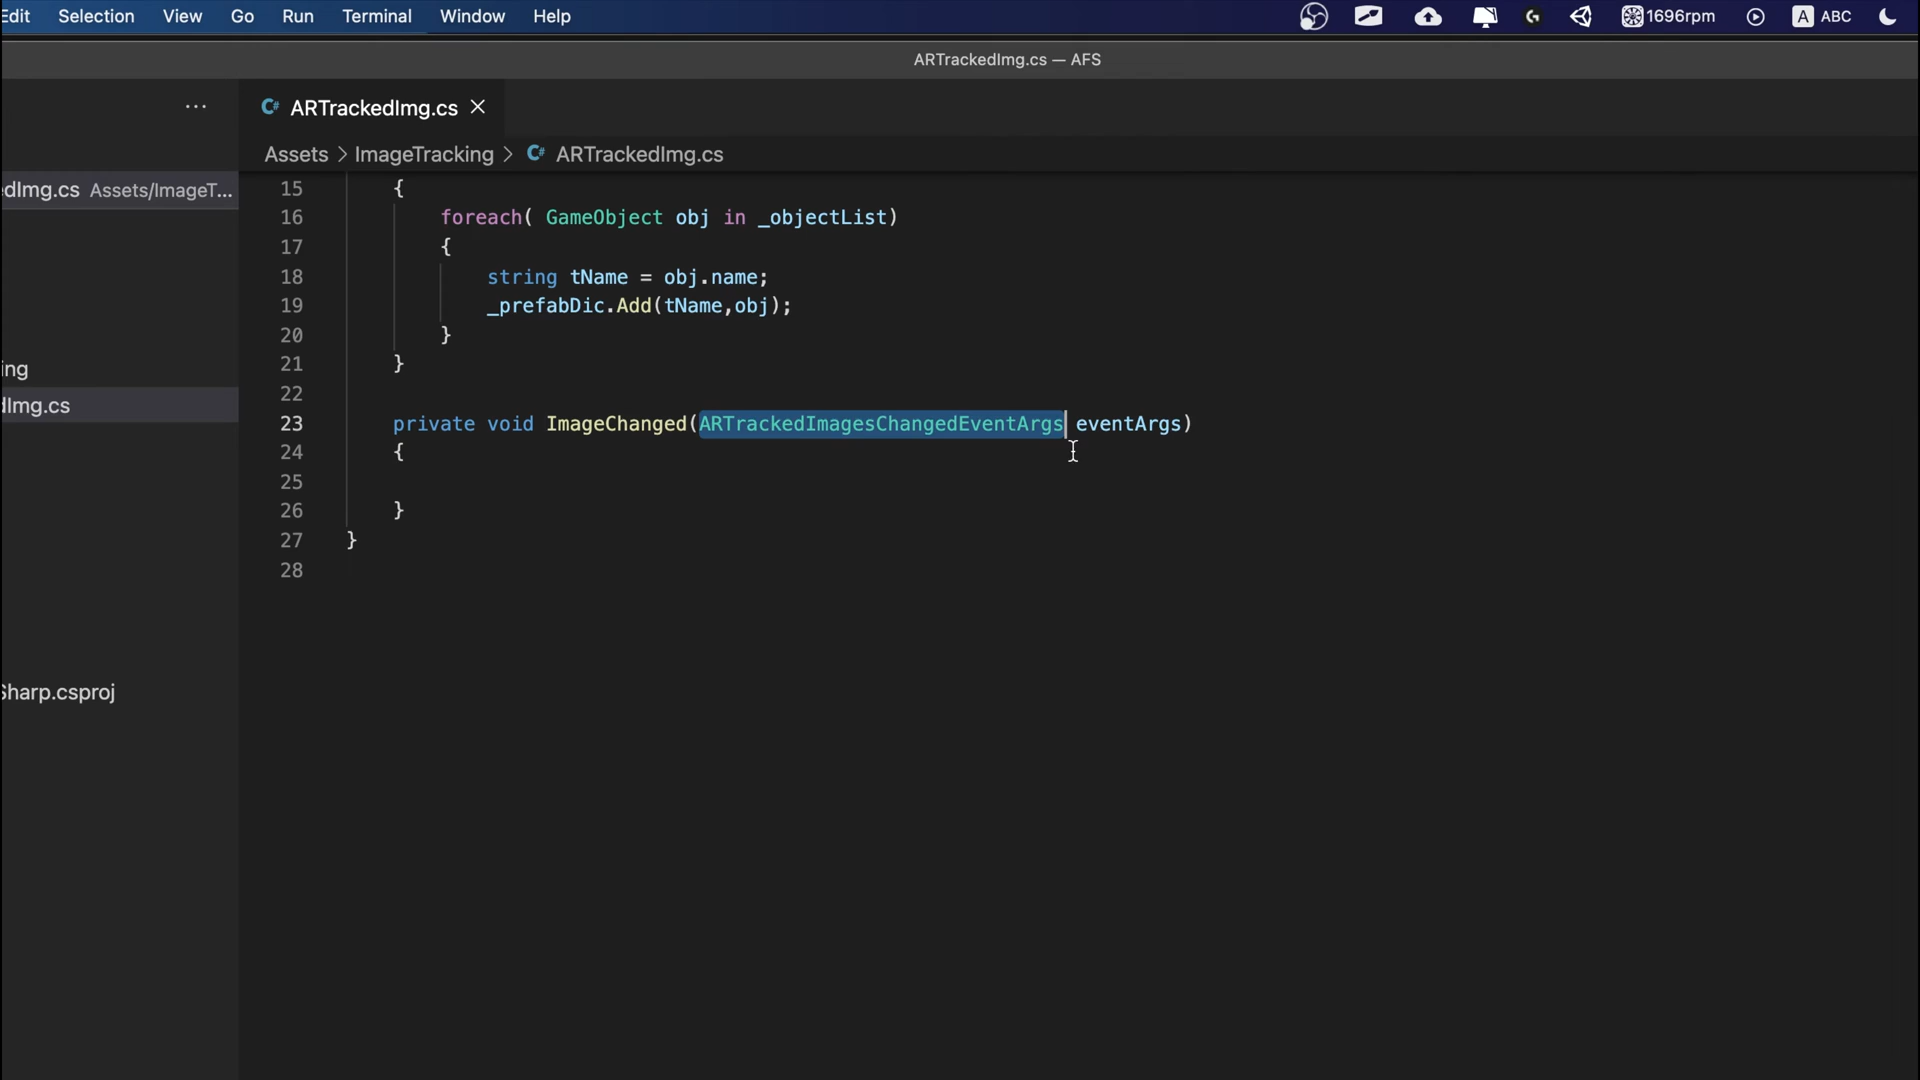 Edit Selection View Go Run Terminal Window Help 1696rpm A ABC
ARTrackedImg.cs — AFS
ARTrackedImg.cs
Assets > ImageTracking > ARTrackedImg.cs
edImg.cs Assets/ImageT...
15 {
16 foreach( GameObject obj in _objectList)
17 {
18 string tName = obj.name;
19 _prefabDic.Add(tName,obj);
20 }
21 }
22
23 private void ImageChanged(ARTrackedImagesChangedEventArgs eventArgs)
24 {
25
26 }
27 }
28
ing
dImg.cs
Sharp.csproj